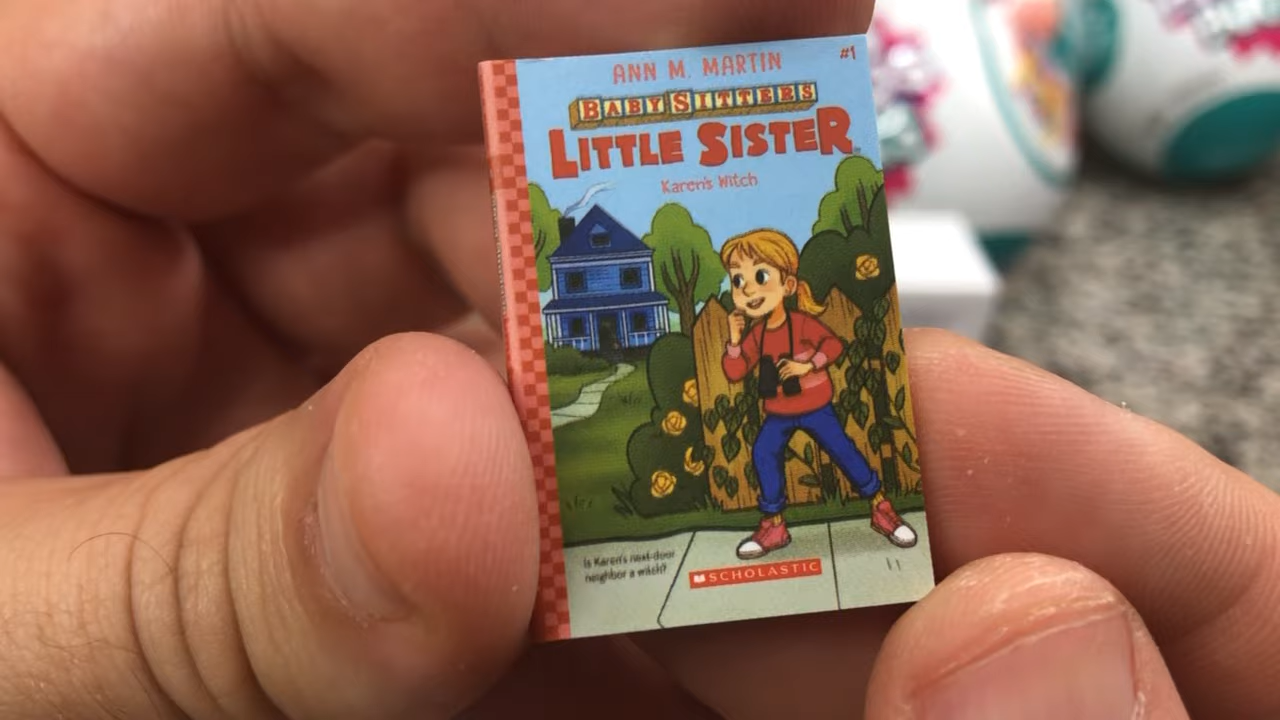 ANN M. MARTIN
#1
BABY SITTERS
LITTLE SISTER
Karen's Witch
Is Karen's next-door
neighbor a witch?
SCHOLASTIC